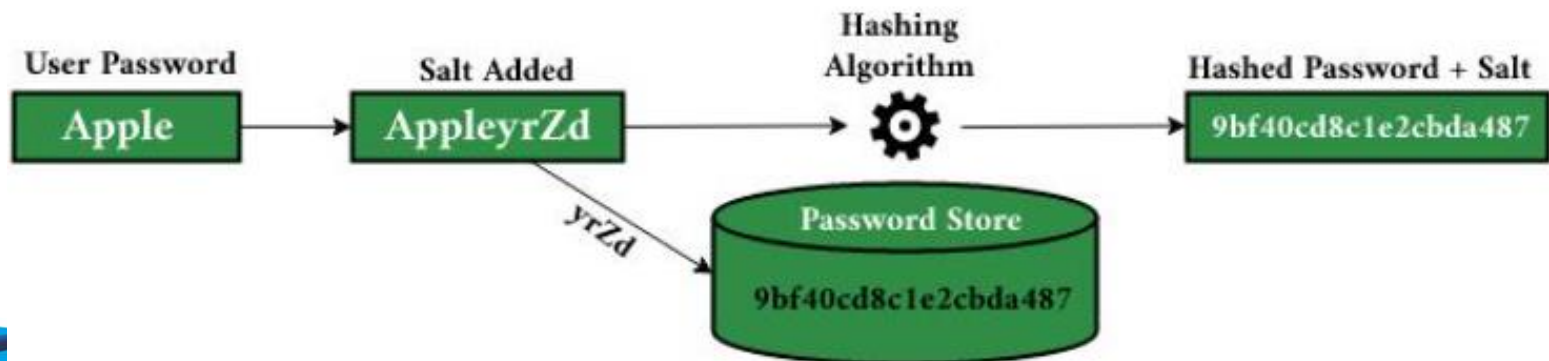 User Password
Apple
Salt Added
AppleyrZd
Hashing
Algorithm
Hashed Password + Salt
9bf40cd8c1e2cbda487
yrZd
Password Store
9bf40cd8c1e2cbda487